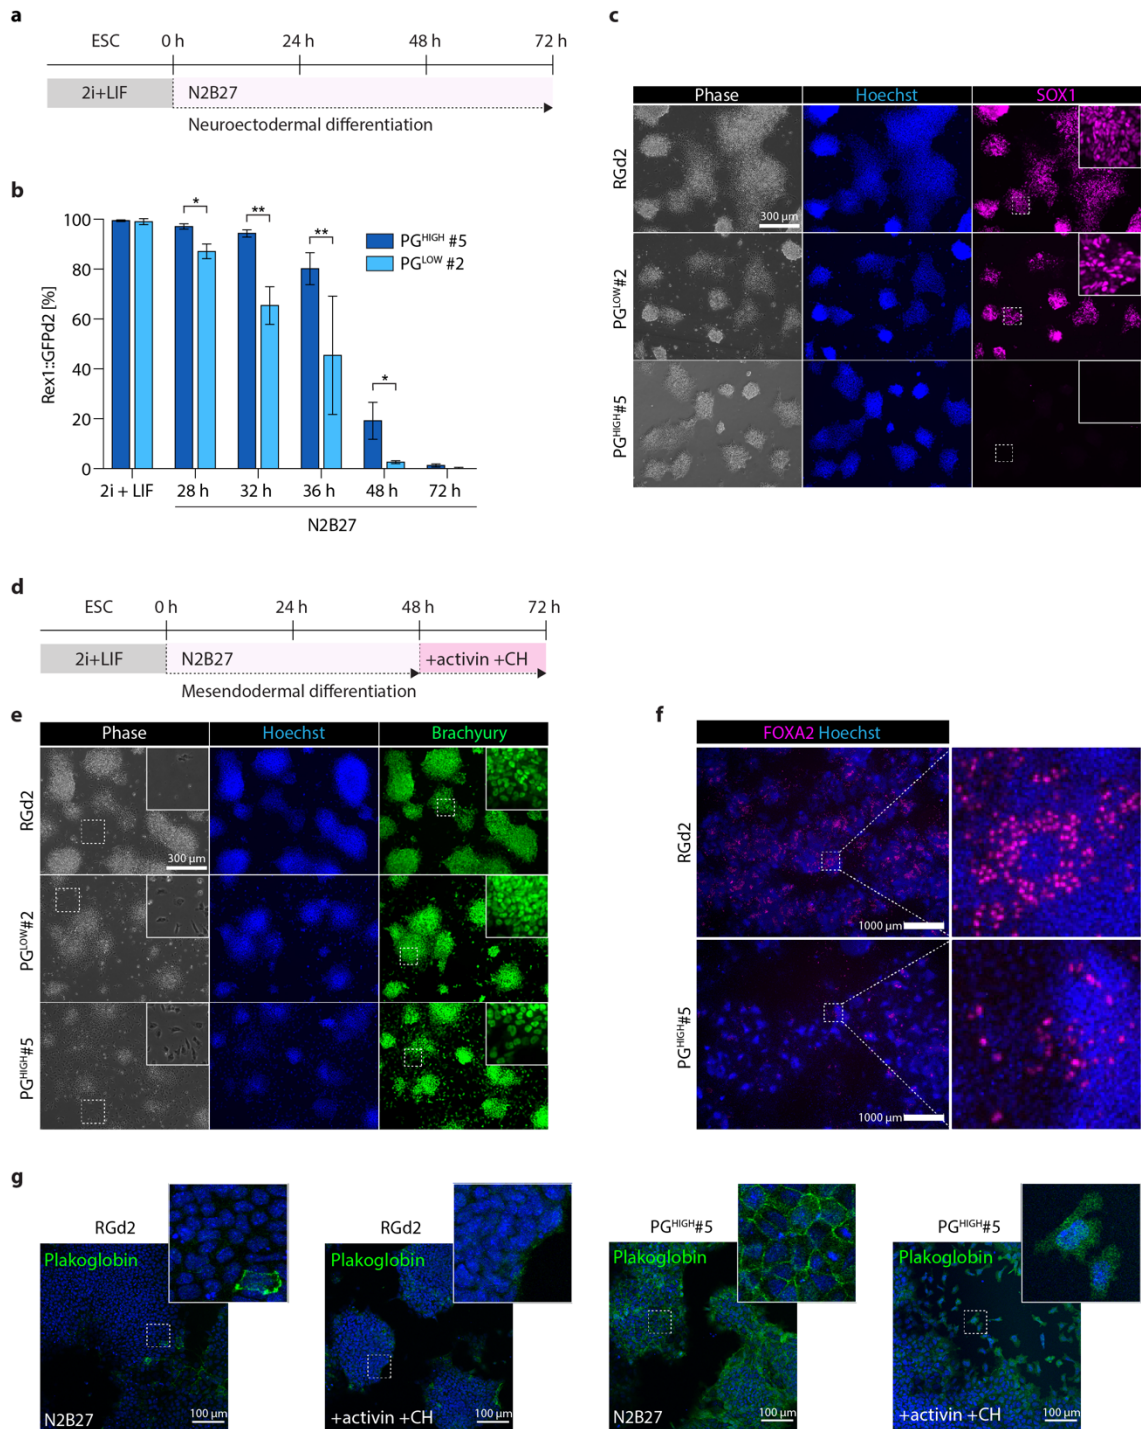 a
ESC 0 h 24 h 48 h 72 h
2i+LIF N2B27
Neuroectodermal differentiation
b
Rex1::GFPd2 [%]
100
80
60
40
20
0
* ** ** *
PGHIGH #5
PGLOW #2
2i + LIF 28 h 32 h 36 h 48 h 72 h
N2B27
c
Phase Hoechst SOX1
RGd2
300 µm
PGLOW#2
PGHIGH#5
d
ESC 0 h 24 h 48 h 72 h
2i+LIF N2B27 +activin +CH
Mesendodermal differentiation
e
Phase Hoechst Brachyury
RGd2
300 µm
PGLOW#2
PGHIGH#5
f
FOXA2 Hoechst
RGd2
1000 µm
PGHIGH#5
1000 µm
g
RGd2
Plakoglobin
N2B27
100 µm
RGd2
Plakoglobin
+activin +CH
100 µm
PGHIGH#5
Plakoglobin
N2B27
100 µm
PGHIGH#5
Plakoglobin
+activin +CH
100 µm